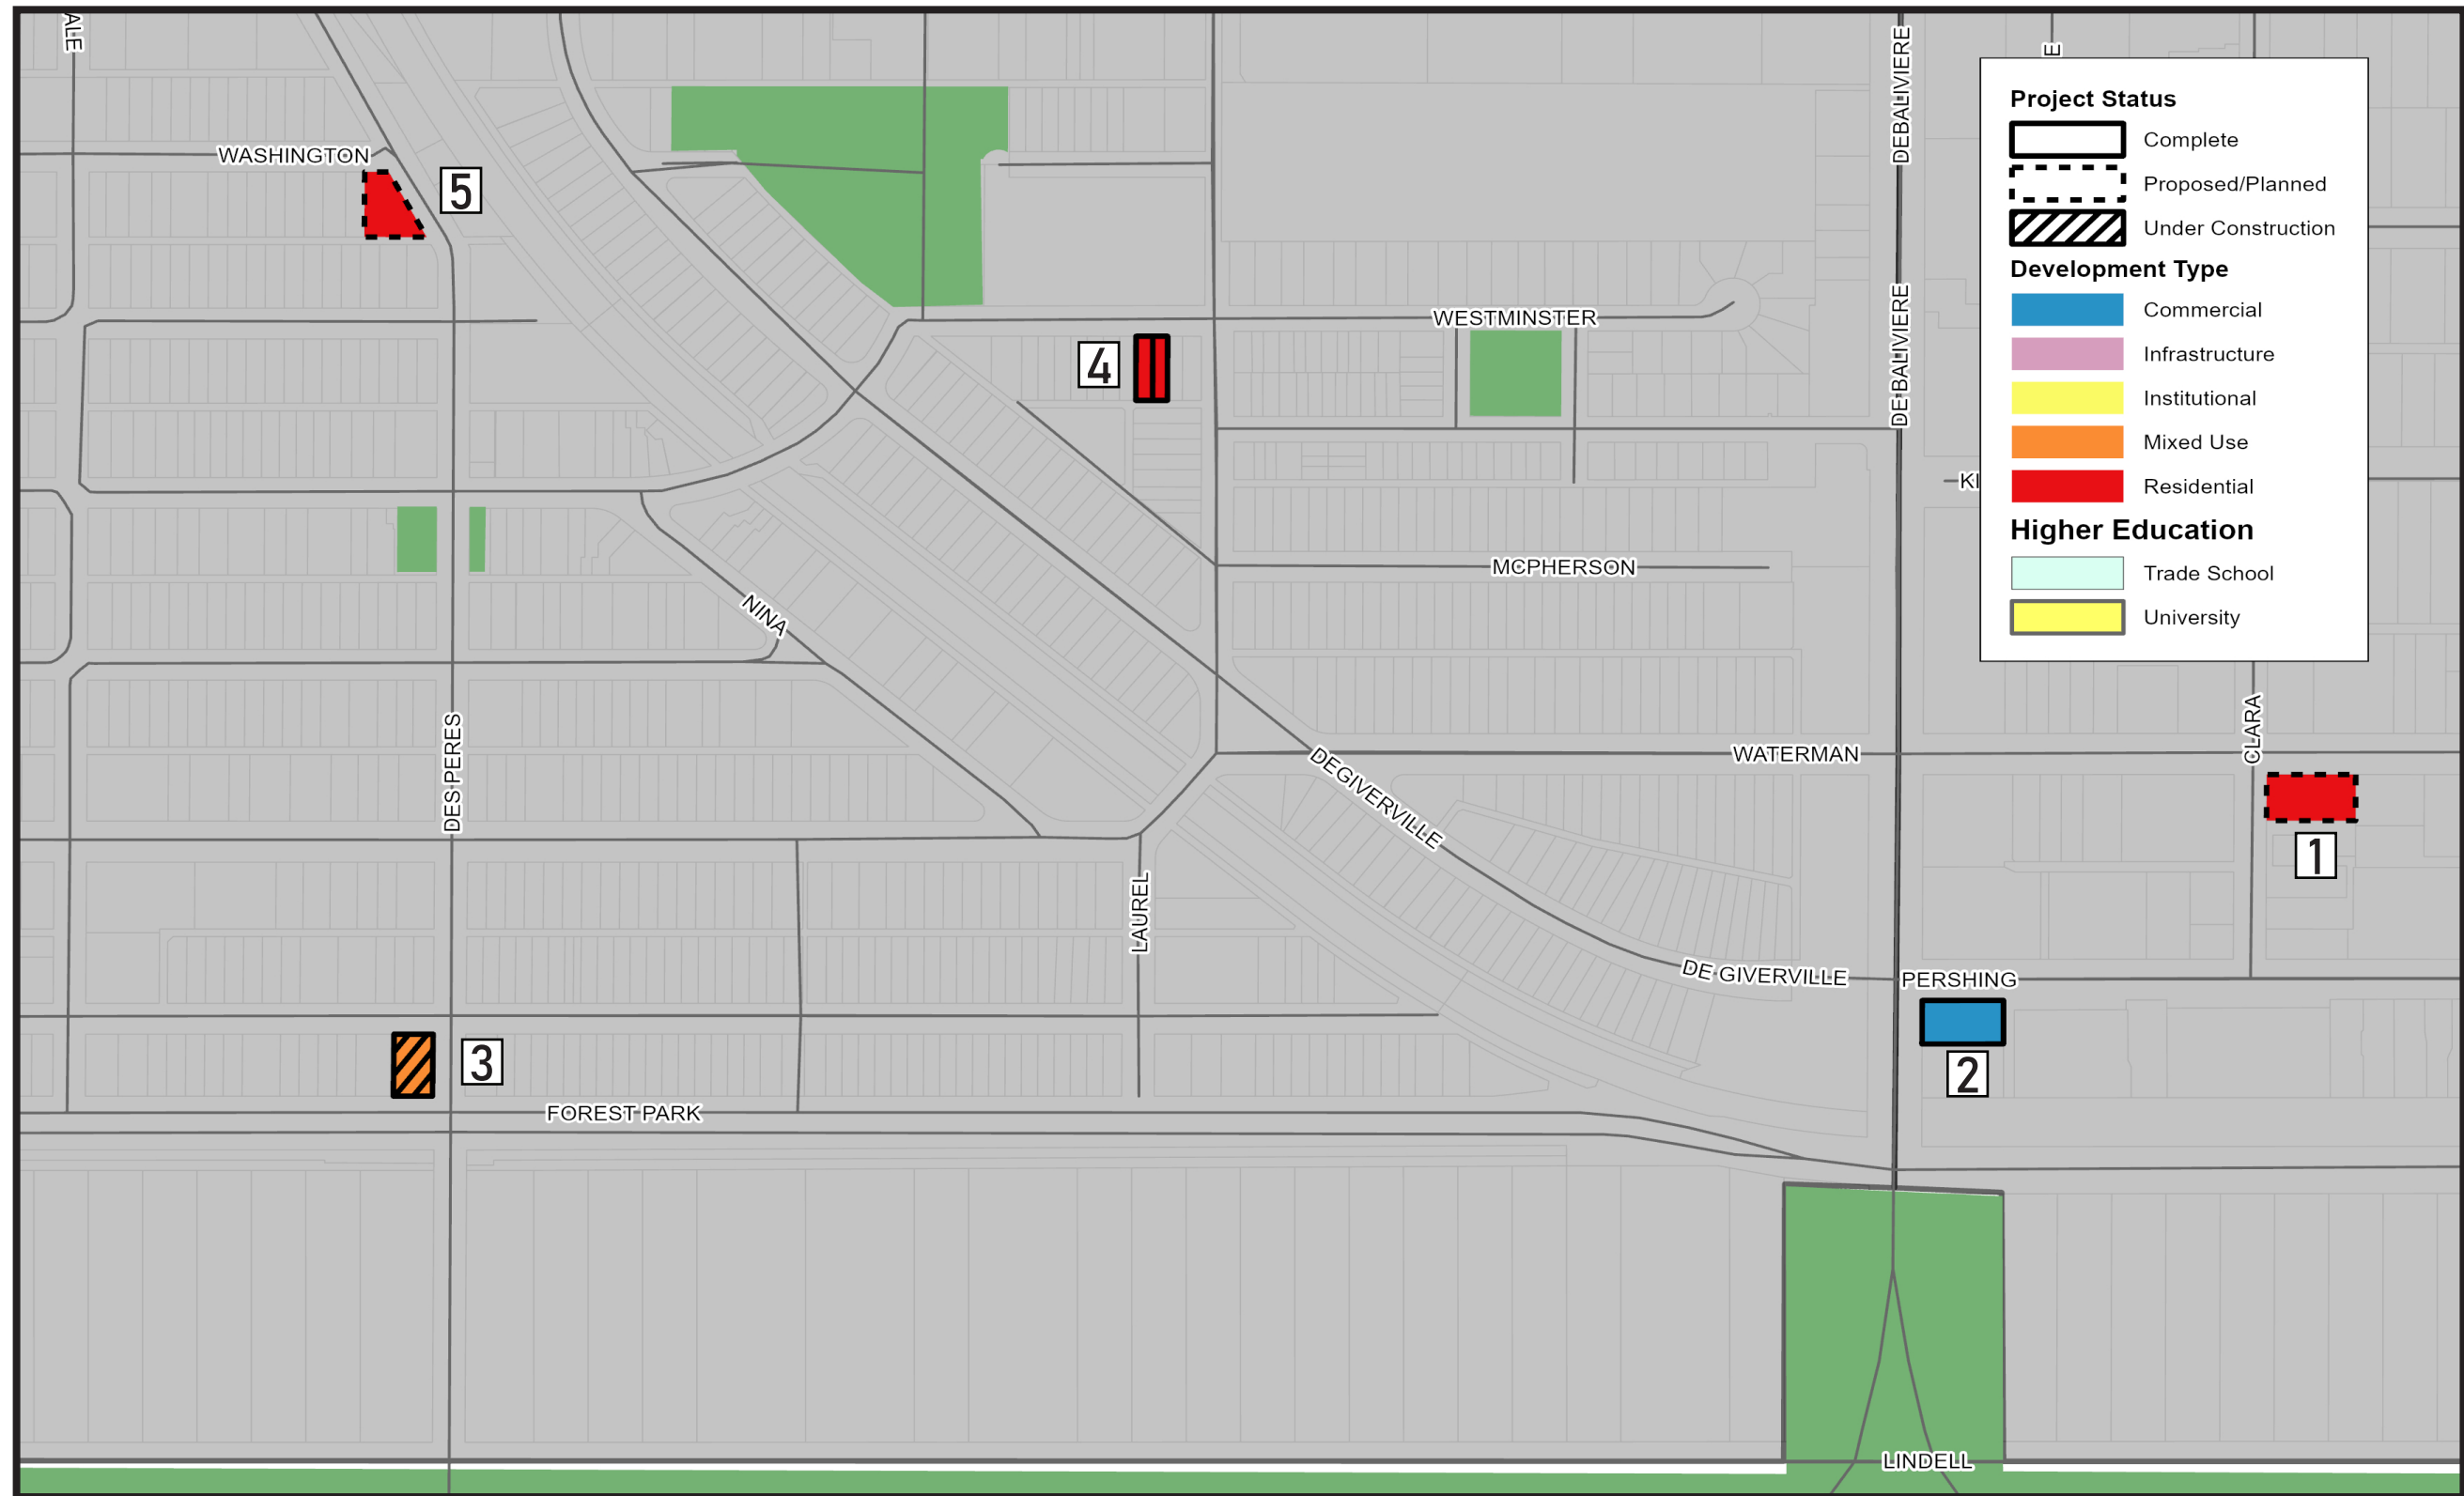 ALE
DEBALIVIERE
E
Project Status
Complete
Proposed/Planned
Under Construction
Development Type
Commercial
Infrastructure
Institutional
Mixed Use
Residential
Higher Education
Trade School
University
WASHINGTON
5
DEBALIVIERE
WESTMINSTER
4
KI
MCPHERSON
NINA
DES PERES
CLARA
WATERMAN
DEGIVERVILLE
1
LAUREL
DE GIVERVILLE
PERSHING
2
3
FOREST PARK
LINDELL